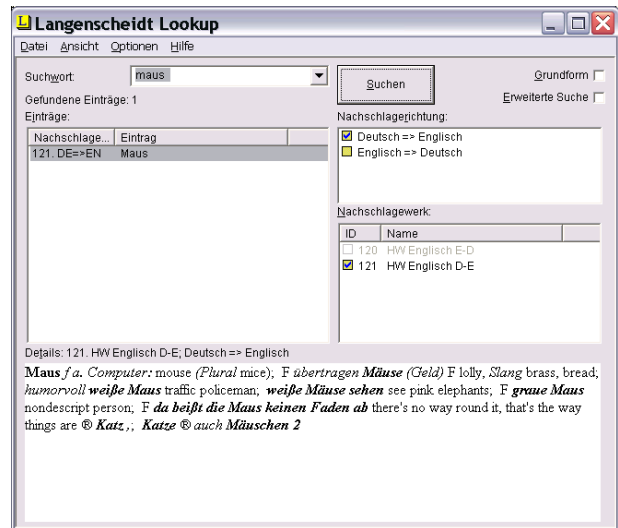 Langenscheidt Lookup
Datei Ansicht Optionen Hilfe
Suchwort: maus Suchen Grundform
Erweiterte Suche
Gefundene Einträge: 1
Einträge: Nachschlagerichtung:
Nachschlage... Eintrag
121. DE=>EN Maus
Deutsch => Englisch
Englisch => Deutsch
Nachschlagewerk:
ID Name
120 HW Englisch E-D
121 HW Englisch D-E
Details: 121. HW Englisch D-E; Deutsch => Englisch
Maus f a. Computer: mouse (Plural mice); F übertragen Mäuse (Geld) F lolly, Slang brass, bread;
humorvoll weiße Maus traffic policeman; weiße Mäuse sehen see pink elephants; F graue Maus
nondescript person; F da beißt die Maus keinen Faden ab there's no way round it, that's the way
things are ® Katz,; Katze ® auch Mäuschen 2